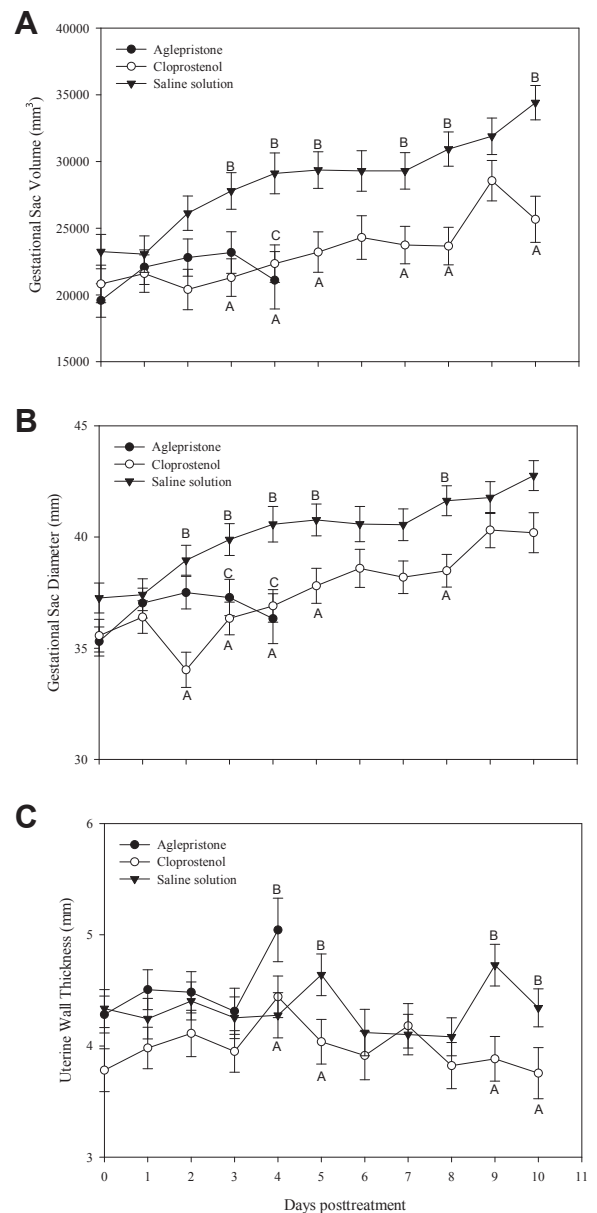 A
40000
35000
30000
25000
20000
15000
Gestational Sac Volume (mm³)
Aglepristone
Cloprostenol
Saline solution
B
B B B B B
C
A A A A A A
B
45
40
35
30
Gestational Sac Diameter (mm)
Aglepristone
Cloprostenol
Saline solution
B B B B B
C C
A A A A A
C
6
5
4
3
Uterine Wall Thickness (mm)
Aglepristone
Cloprostenol
Saline solution
B B B B
A A A A
0 1 2 3 4 5 6 7 8 9 10 11
Days posttreatment